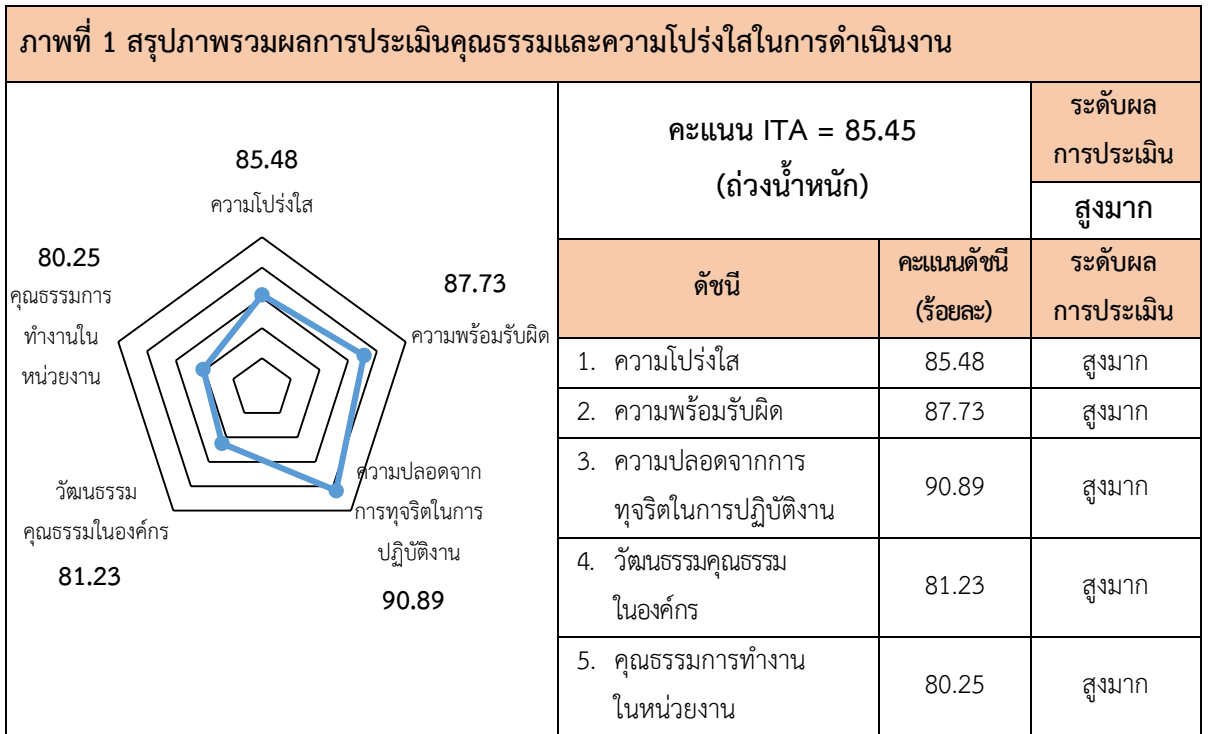 ภาพที่ 1 สรุปภาพรวมผลการประเมินคุณธรรมและความโปร่งใสในการดำเนินงาน
85.48
ความโปร่งใส
80.25
คุณธรรมการ
ทำงานใน
หน่วยงาน
87.73
ความพร้อมรับผิด
วัฒนธรรม
คุณธรรมในองค์กร
81.23
ความปลอดจาก
การทุจริตในการ
ปฏิบัติงาน
90.89
คะแนน ITA = 85.45
(ถ่วงน้ำหนัก)
ระดับผล
การประเมิน
สูงมาก
ดัชนี
คะแนนดัชนี
(ร้อยละ)
ระดับผล
การประเมิน
1. ความโปร่งใส 85.48 สูงมาก
2. ความพร้อมรับผิด 87.73 สูงมาก
3. ความปลอดจากการ
ทุจริตในการปฏิบัติงาน
90.89 สูงมาก
4. วัฒนธรรมคุณธรรม
ในองค์กร
81.23 สูงมาก
5. คุณธรรมการทำงาน
ในหน่วยงาน
80.25 สูงมาก